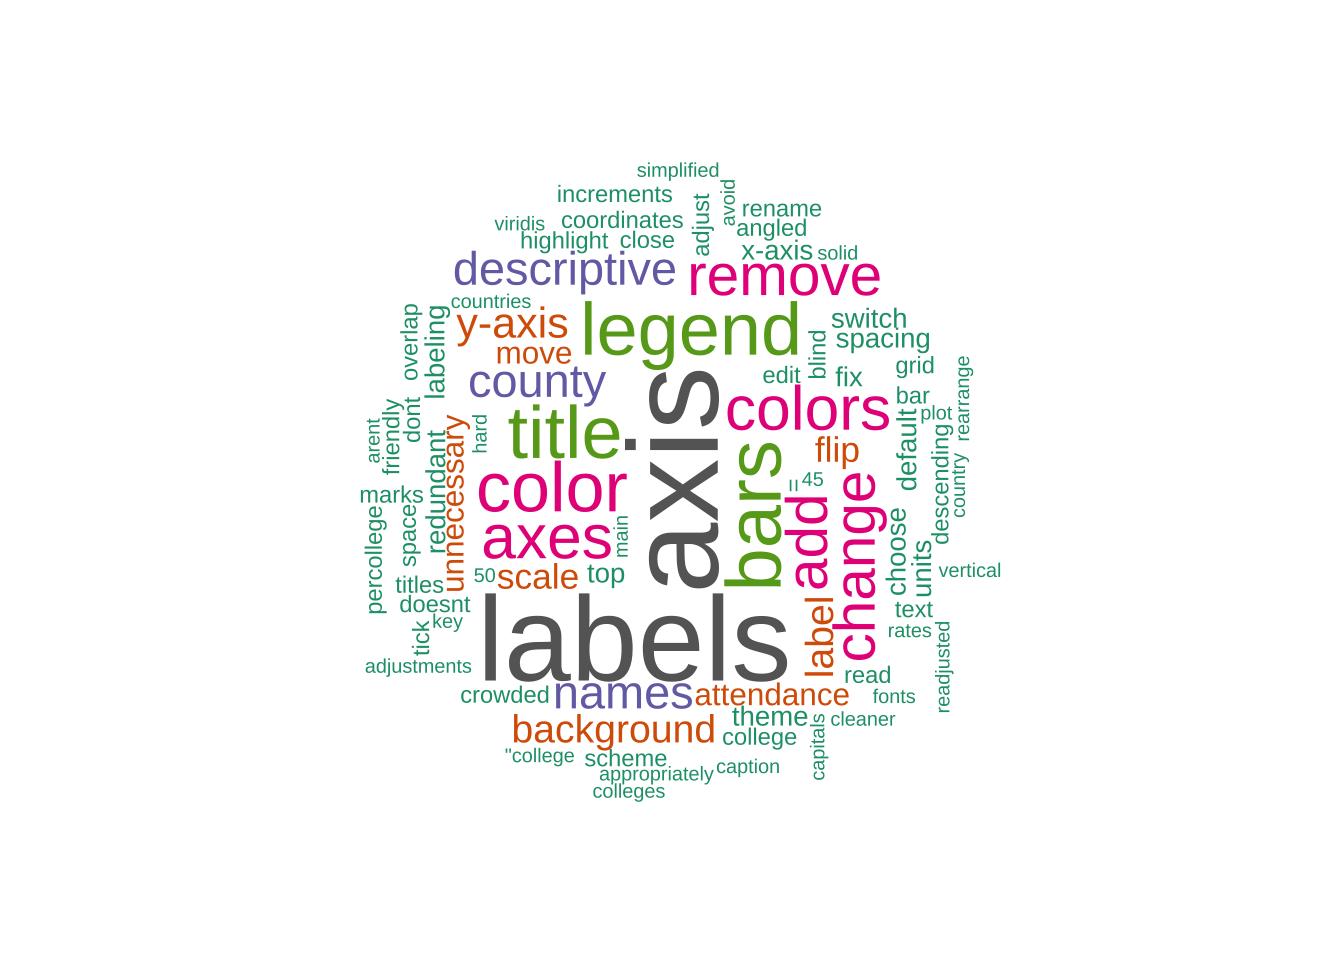 simplified
increments
avoid
adjust
rename
viridis
coordinates
angled
highlight
close
x-axis
solid
descriptive
remove
countries
y-axis
legend
switch
overlap
labeling
move
blind
spacing
county
edit
fix
grid
rearrange
axis
colors
bar
plot
title
arent
friendly
dont
hard
bars
flip
default
descending
country
redundant
unnecessary
color
"
45
marks
add
change
percollege
space
axes
main
choose
units
50
scale
top
vertical
titles
doesnt
labels
label
text
tick
key
rates
readjusted
adjustments
read
crowded
names
attendance
fonts
background
theme
college
capitals
cleaner
"college
scheme
appropriately
caption
colleges